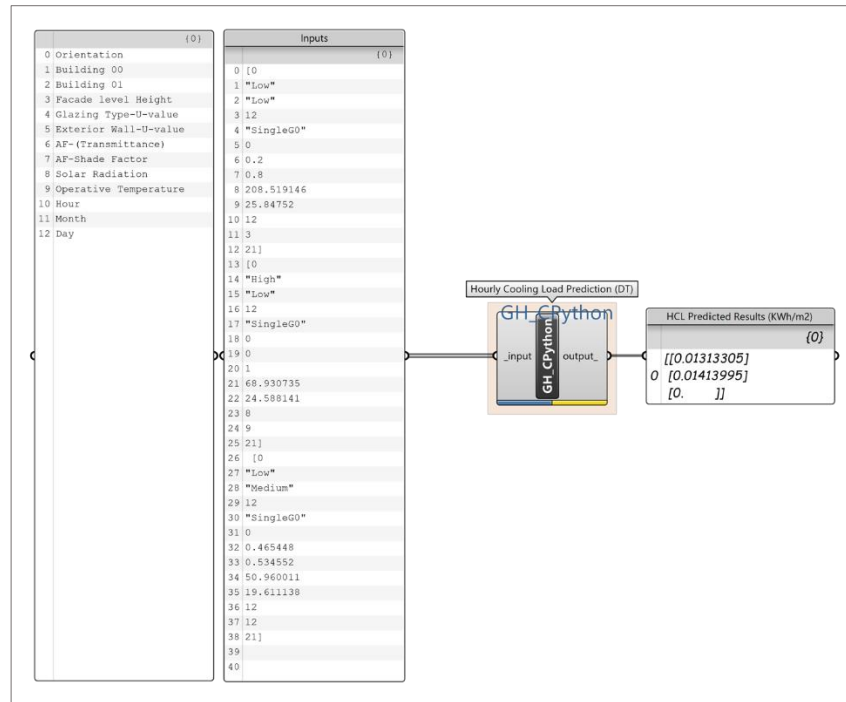 {0}
0 Orientation
1 Building 00
2 Building 01
3 Facade level Height
4 Glazing Type-U-value
5 Exterior Wall-U-value
6 AF-(Transmittance)
7 AF-Shade Factor
8 Solar Radiation
9 Operative Temperature
10 Hour
11 Month
12 Day
Inputs
{0}
0 [0
1 "Low"
2 "Low"
3 12
4 "SingleG0"
5 0
6 0.2
7 0.8
8 208.519146
9 25.84752
10 12
11 3
12 21]
13 [0
14 "High"
15 "Low"
16 12
17 "SingleG0"
18 0
19 0
20 1
21 68.930735
22 24.588141
23 8
24 9
25 21]
26 [0
27 "Low"
28 "Medium"
29 12
30 "SingleG0"
31 0
32 0.465448
33 0.534552
34 50.960011
35 19.611138
36 12
37 12
38 21]
39
40
Hourly Cooling Load Prediction (DT)
GH_CPython
_input
GH_CPython
output_
HCL Predicted Results (KWh/m2)
{0}
[[0.01313305]
0 [0.01413995]
[0. ]]